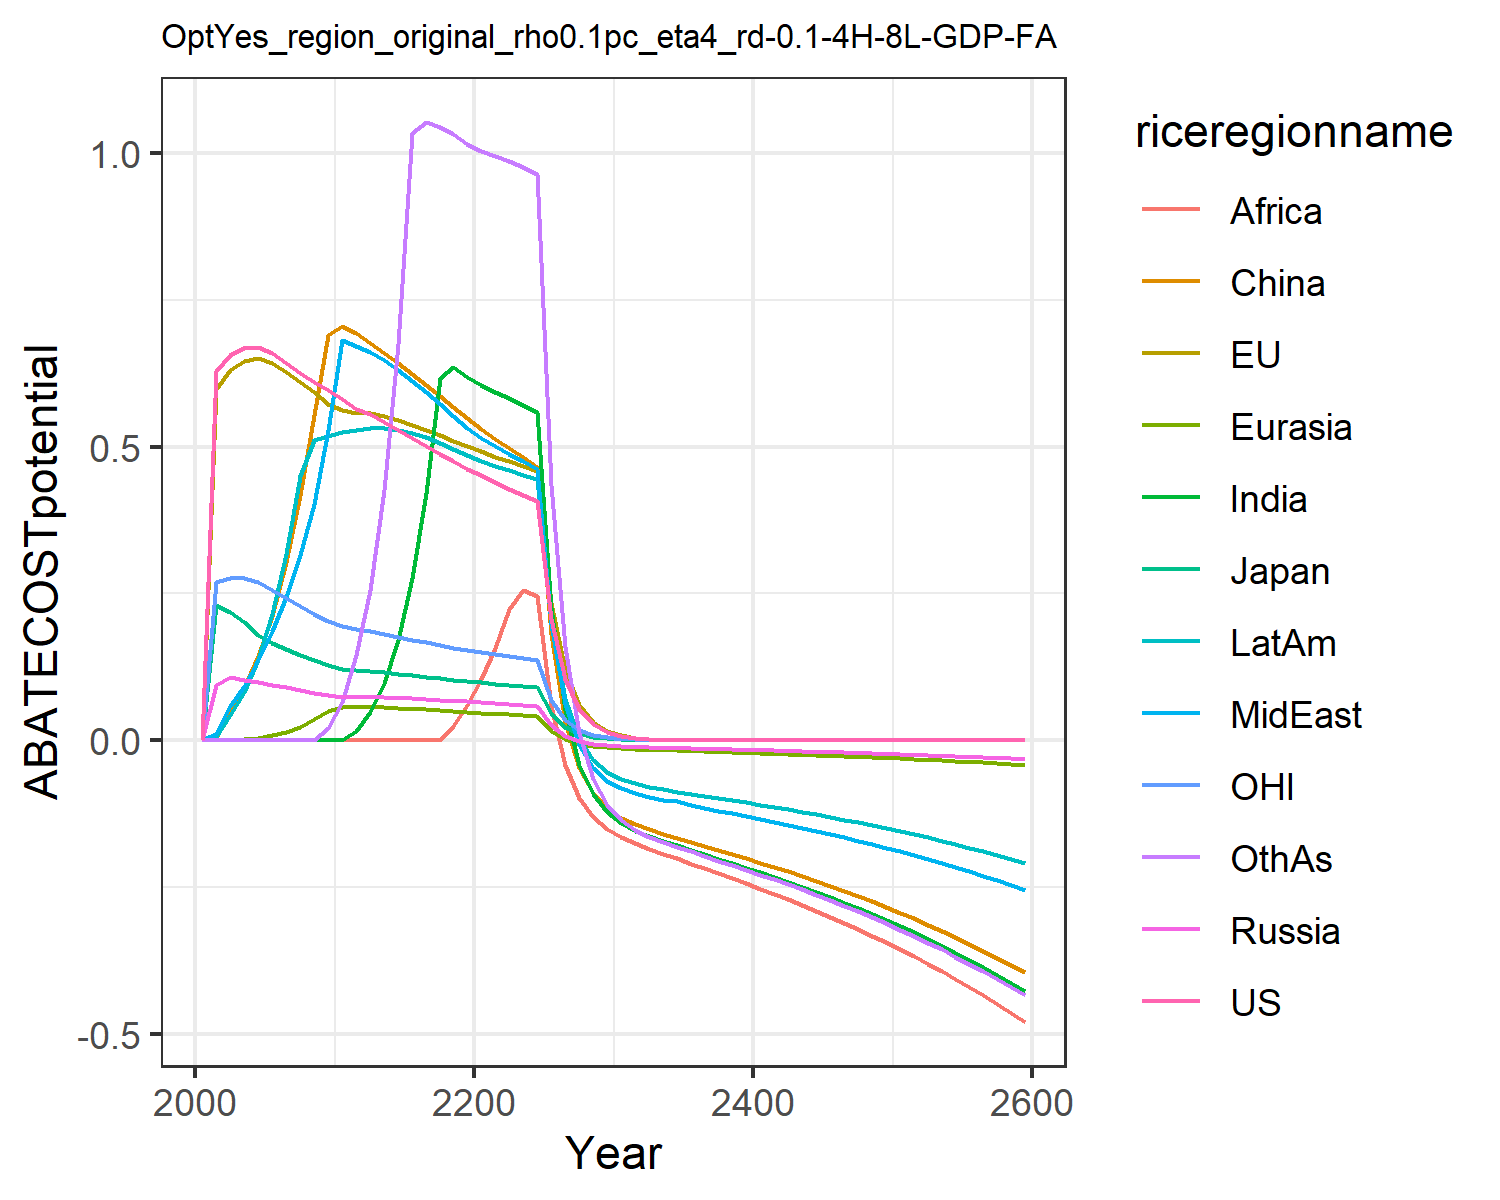 OptYes_region_original_rho0.1pc_eta4_rd-0.1-4H-8L-GDP-FA
ABATECOSTpotential
1.0
0.5
0.0
-0.5
2000
2200
2400
2600
Year
riceregionname
Africa
China
EU
Eurasia
India
Japan
LatAm
MidEast
OHI
OthAs
Russia
US